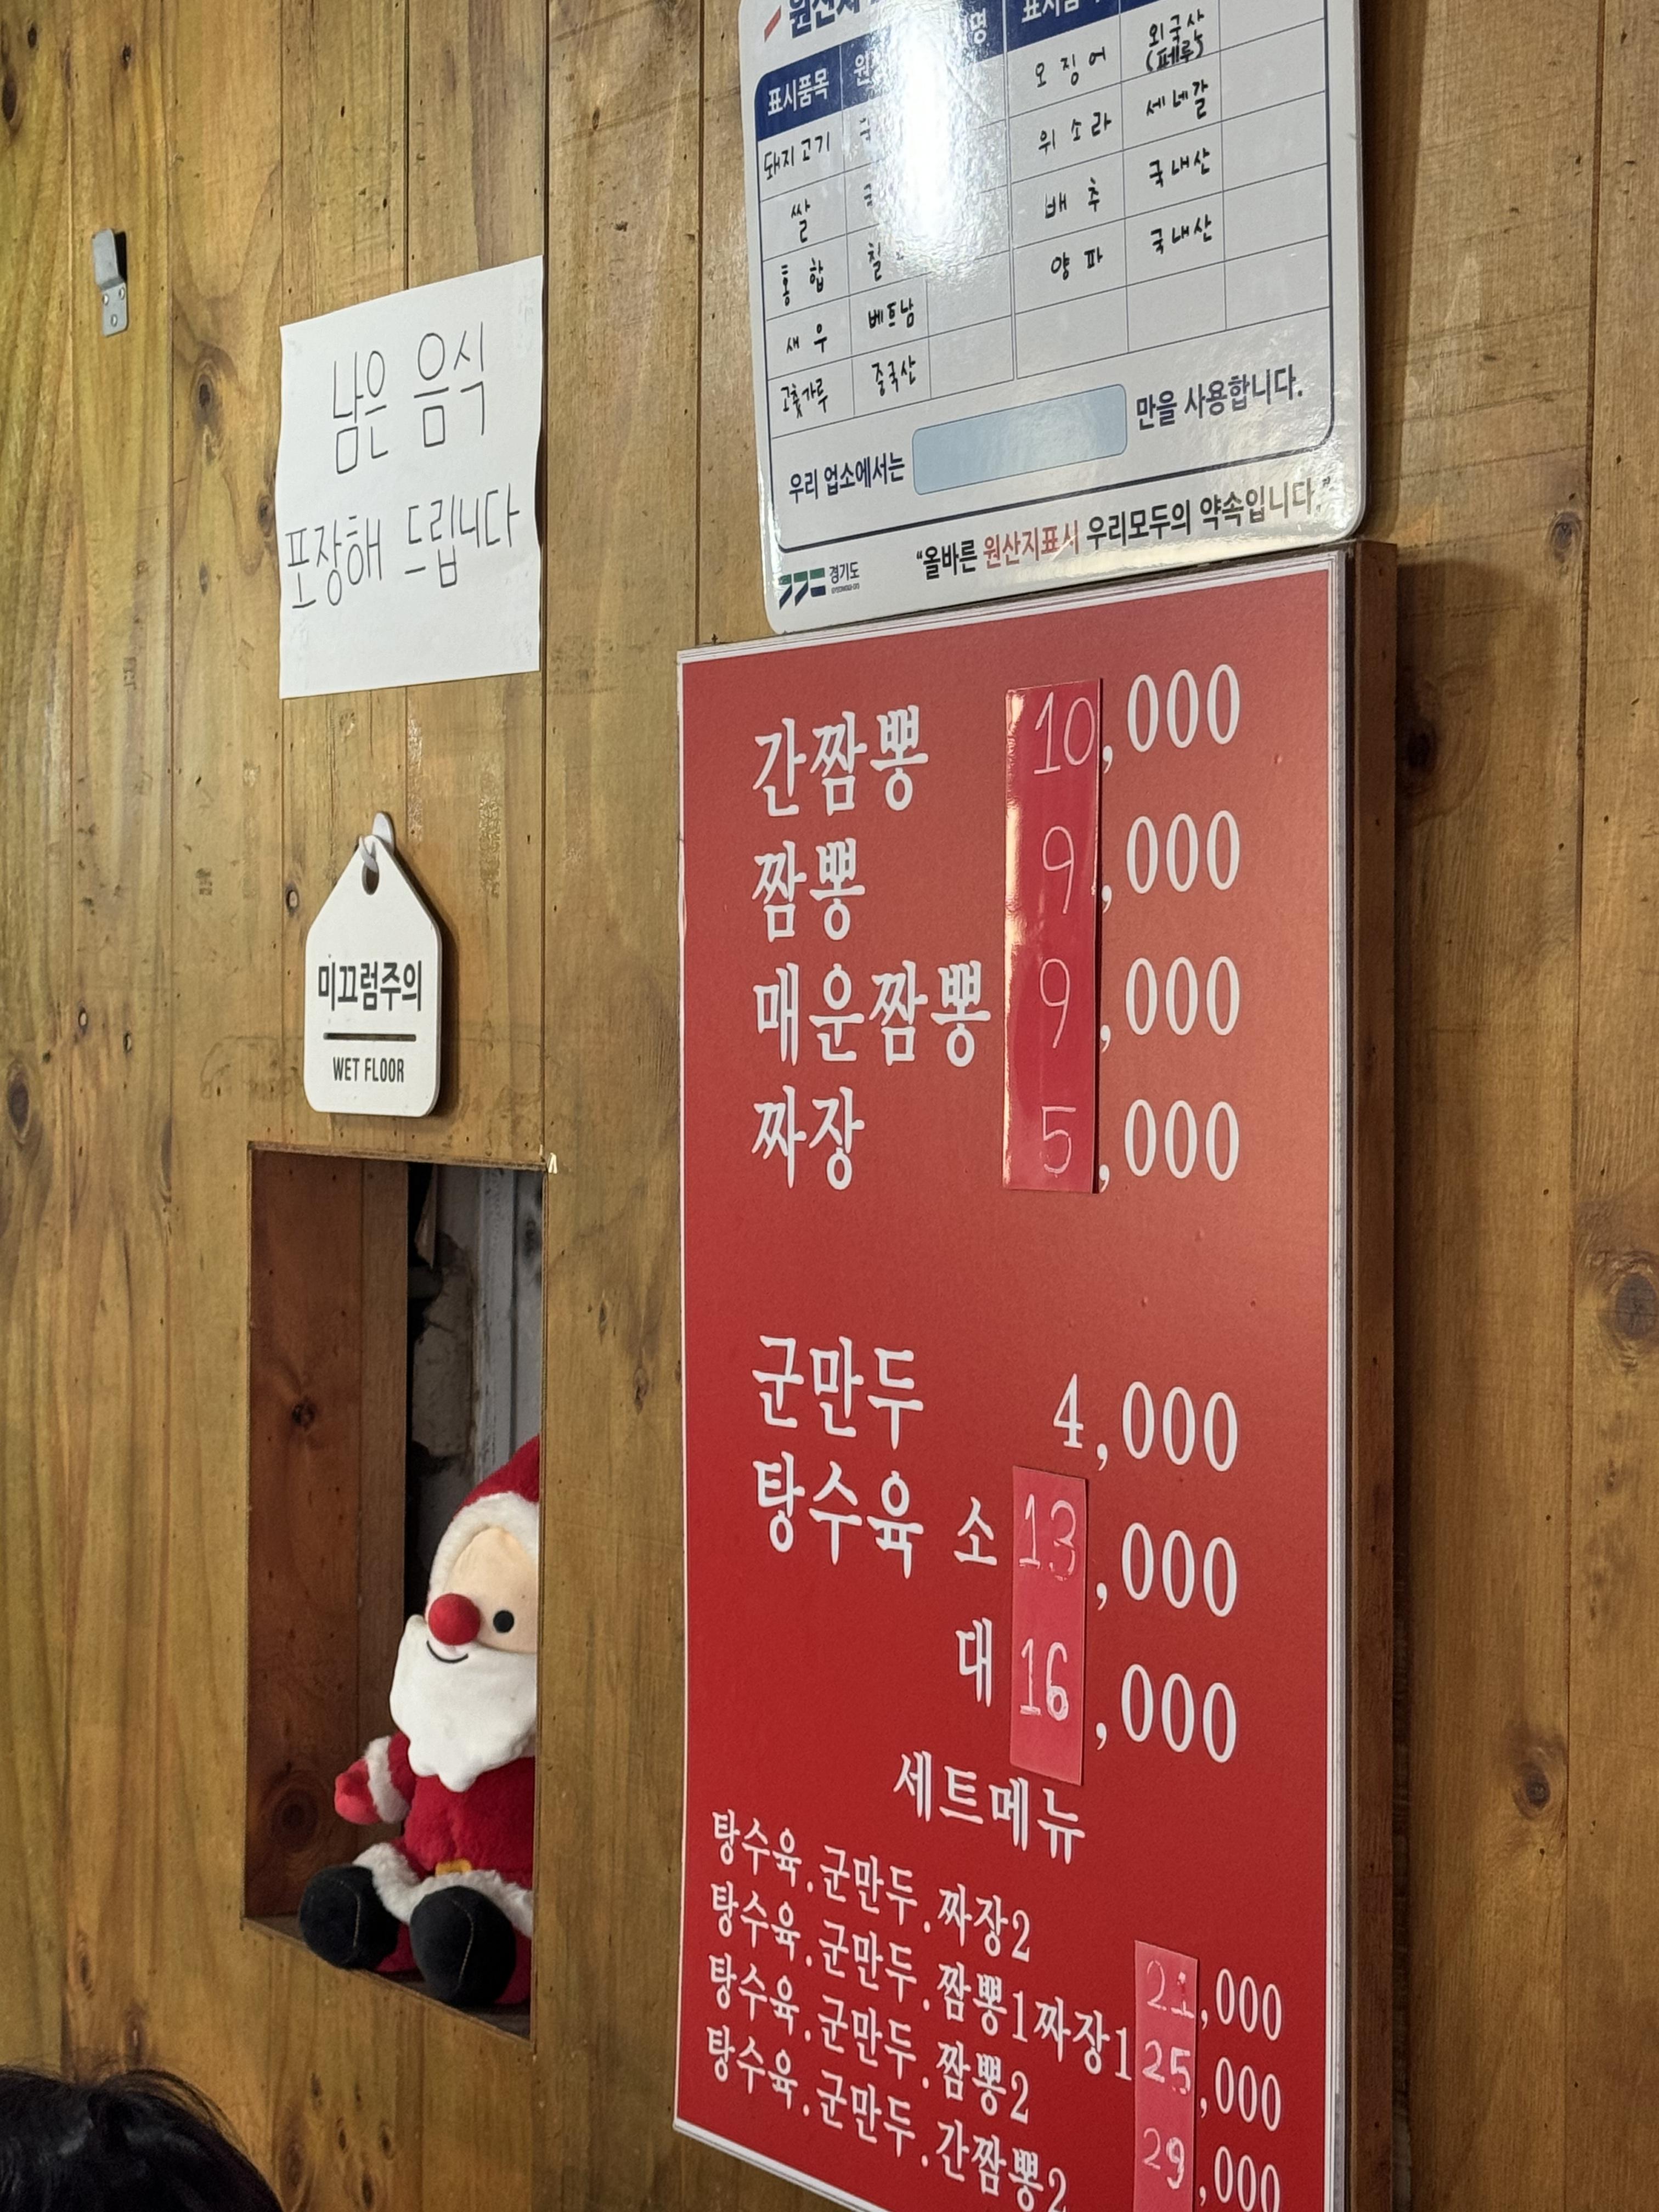 남은 음식
포장해 드립니다
미끄럼주의
WET FLOOR
표시품목
돼지고기
쌀
홍합
새우 베트남
고춧가루 중국산
오징어 외국산 (페루)
위소라 세네갈
배추 국내산
양파 국내산
우리 업소에서는 만을 사용합니다.
경기도
"올바른 원산지표시 우리모두의 약속입니다."
간짬뽕 10,000
짬뽕 9,000
매운짬뽕 9,000
짜장 5,000
군만두 4,000
탕수육 소 13,000
대 16,000
세트메뉴
탕수육.군만두.짜장2 21,000
탕수육.군만두.짬뽕1짜장1 25,000
탕수육.군만두.짬뽕2 29,000
탕수육.군만두.간짬뽕2